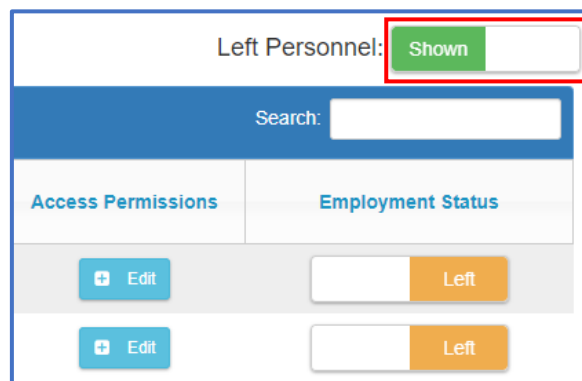 Left Personnel: Shown
Search:
Access Permissions Employment Status
Edit Left
Edit Left